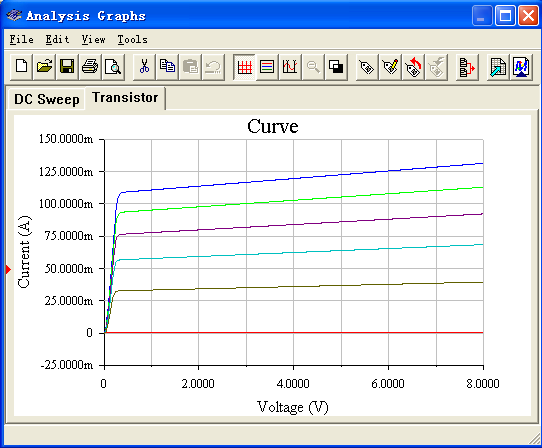 Analysis Graphs
File Edit View Tools
DC Sweep Transistor
Curve
150.0000m
125.0000m
100.0000m
75.0000m
50.0000m
25.0000m
0
-25.0000m
Current (A)
0 2.0000 4.0000 6.0000 8.0000
Voltage (V)